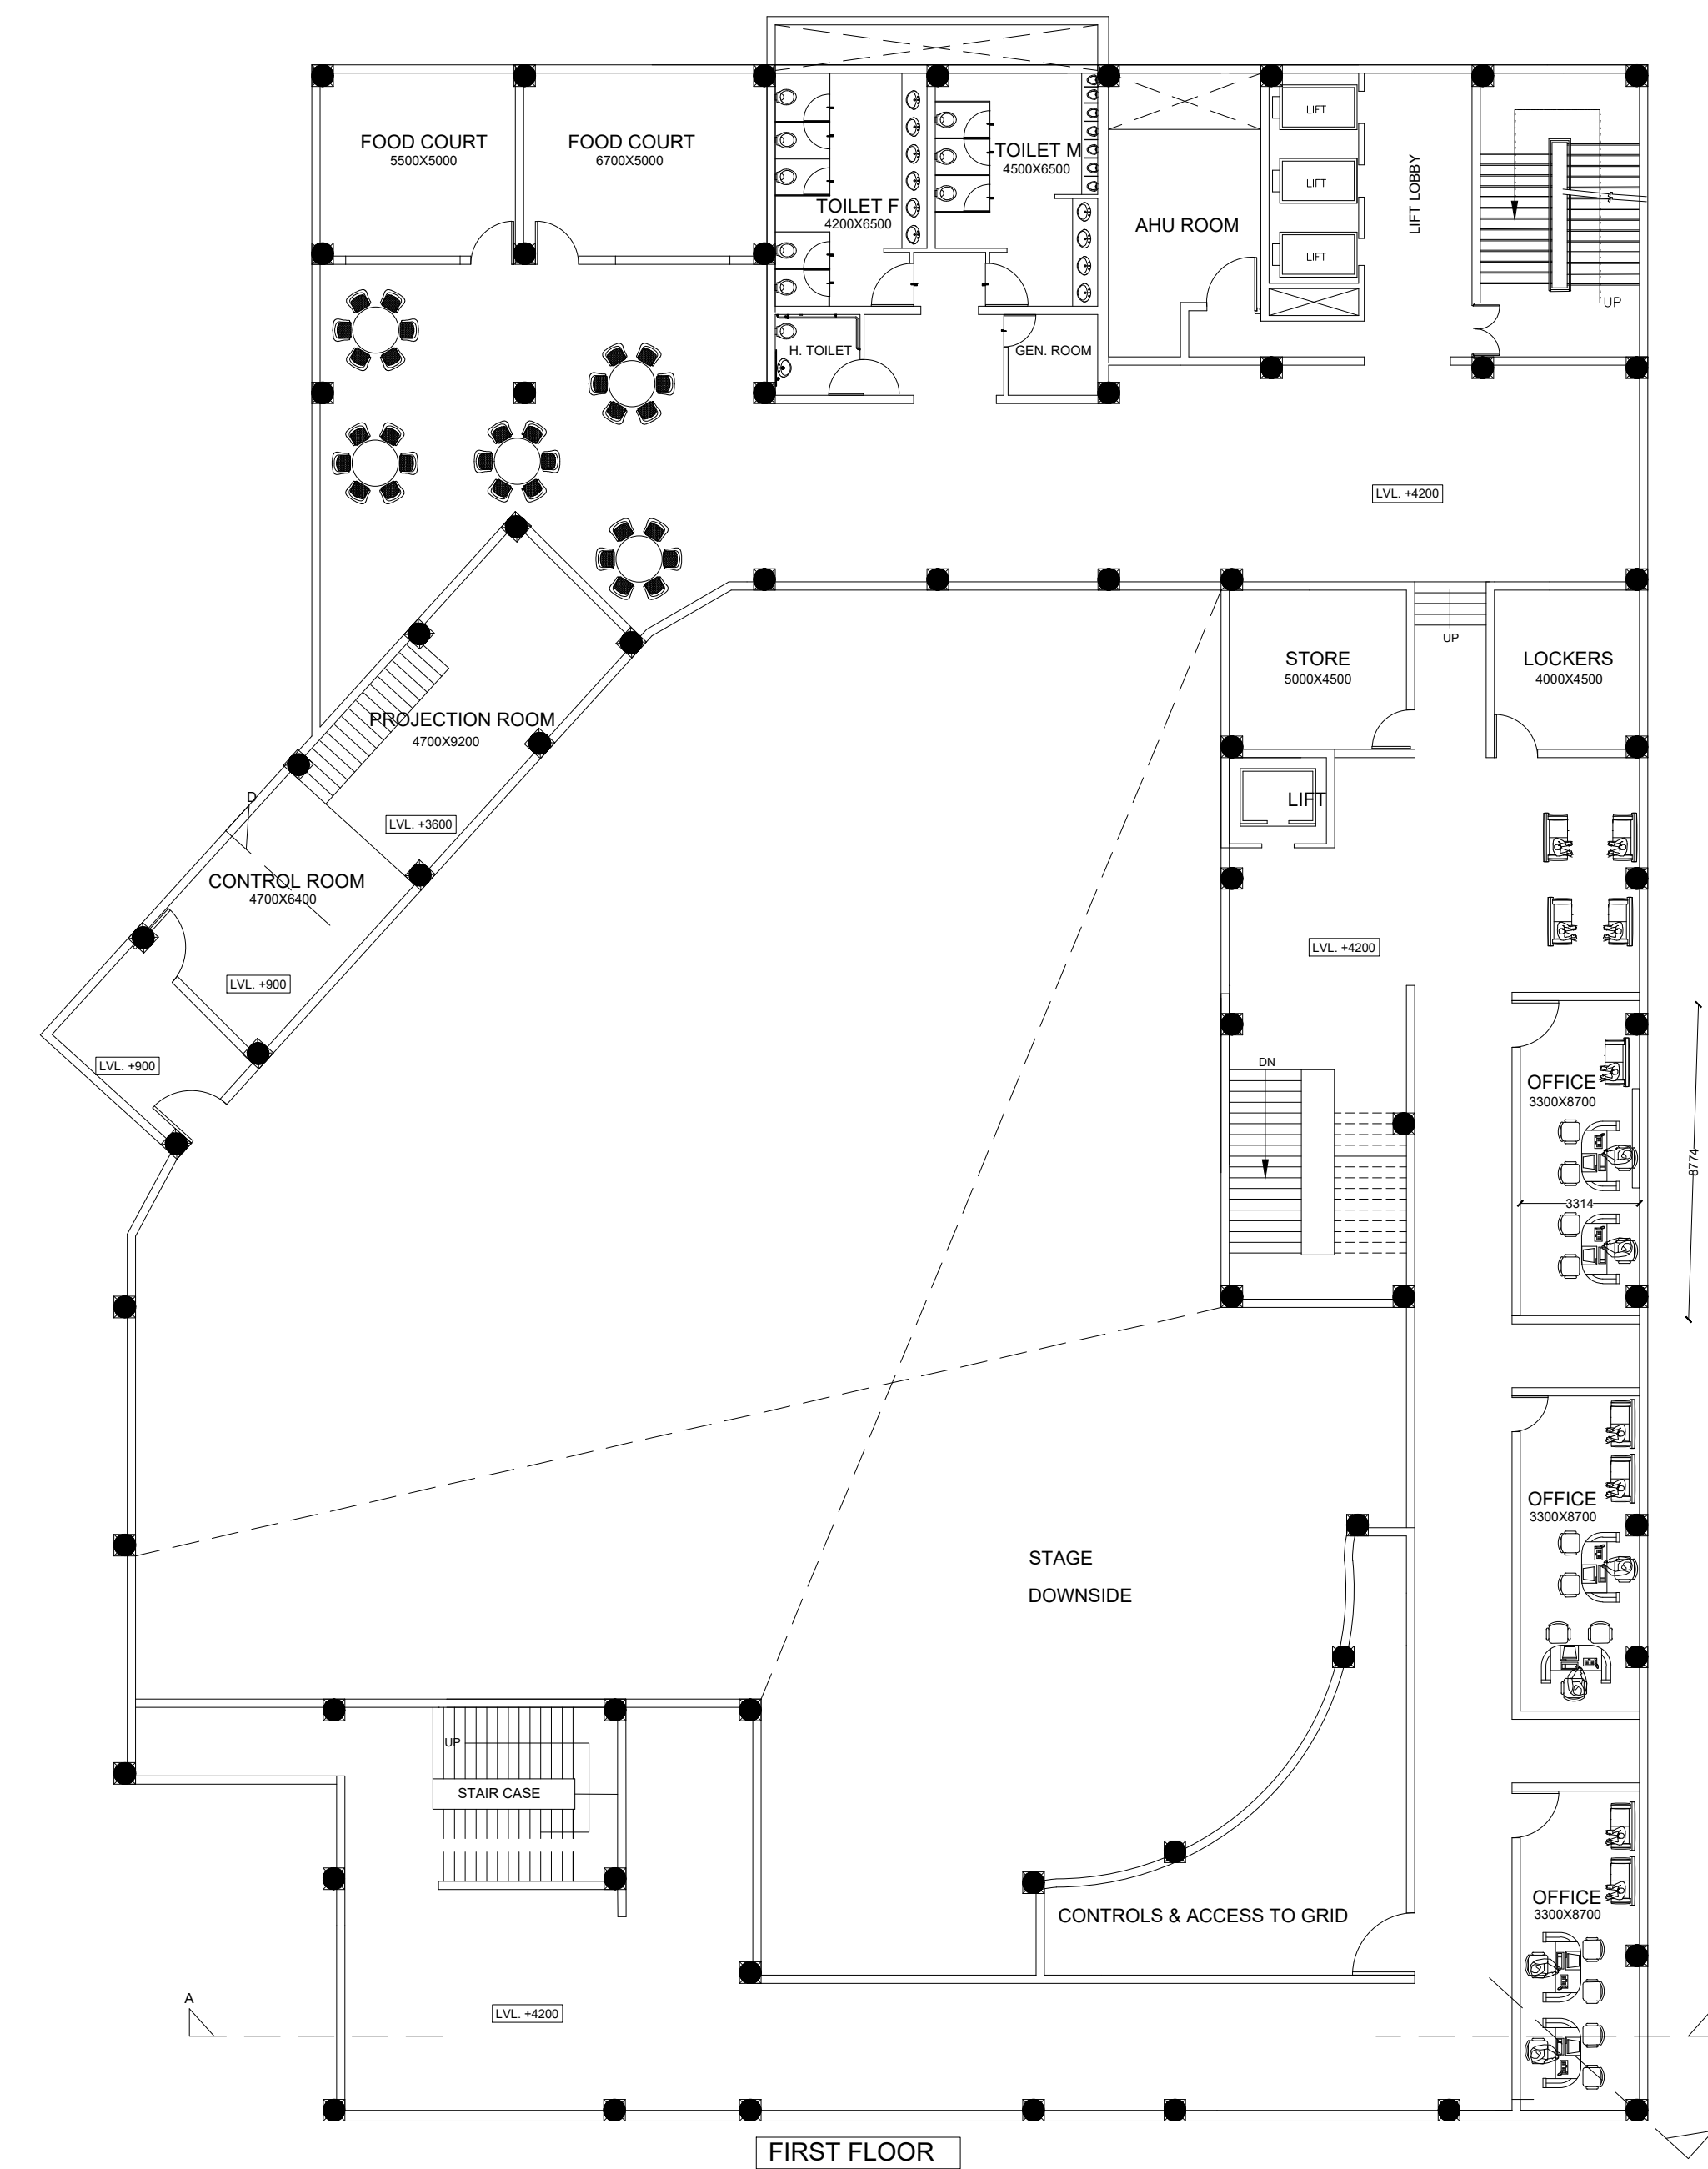 FOOD COURT
5500X5000
FOOD COURT
6700X5000
TOILET F
4200X6500
TOILET M
4500X6500
AHU ROOM
LIFT
LIFT
LIFT
LIFT LOBBY
UP
H. TOILET
GEN. ROOM
LVL. +4200
STORE
5000X4500
UP
LOCKERS
4000X4500
PROJECTION ROOM
4700X9200
LVL. +3600
LIFT
D
CONTROL ROOM
4700X6400
LVL. +900
LVL. +900
LVL. +4200
DN
OFFICE
3300X8700
3314
8774
OFFICE
3300X8700
STAGE
DOWNSIDE
UP
STAIR CASE
OFFICE
3300X8700
CONTROLS & ACCESS TO GRID
A
LVL. +4200
FIRST FLOOR